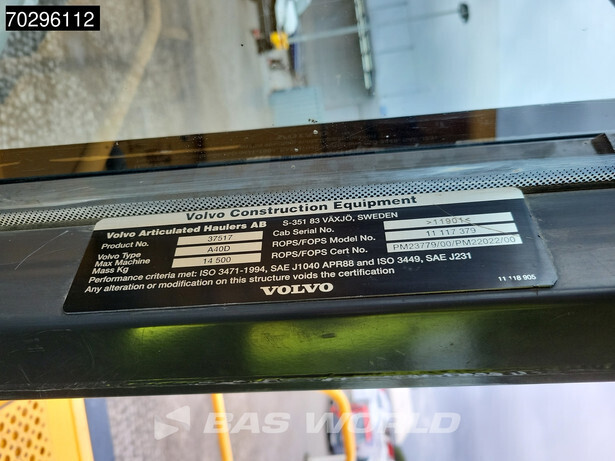 70296112
Volvo Construction Equipment
Volvo Articulated Haulers AB S-351 83 VÄXJÖ, SWEDEN
Product No. 37517 Cab Serial No. >11901<
Volvo Type A40D ROPS/FOPS Model No. 11 117 379
Max Machine Mass Kg 14 500 ROPS/FOPS Cert No. PM23779/00/PM22022/00
Performance criteria met: ISO 3471-1994, SAE J1040 APR88 and ISO 3449, SAE J231
Any alteration or modification on this structure voids the certification
VOLVO
11 118 905
BAS WORLD